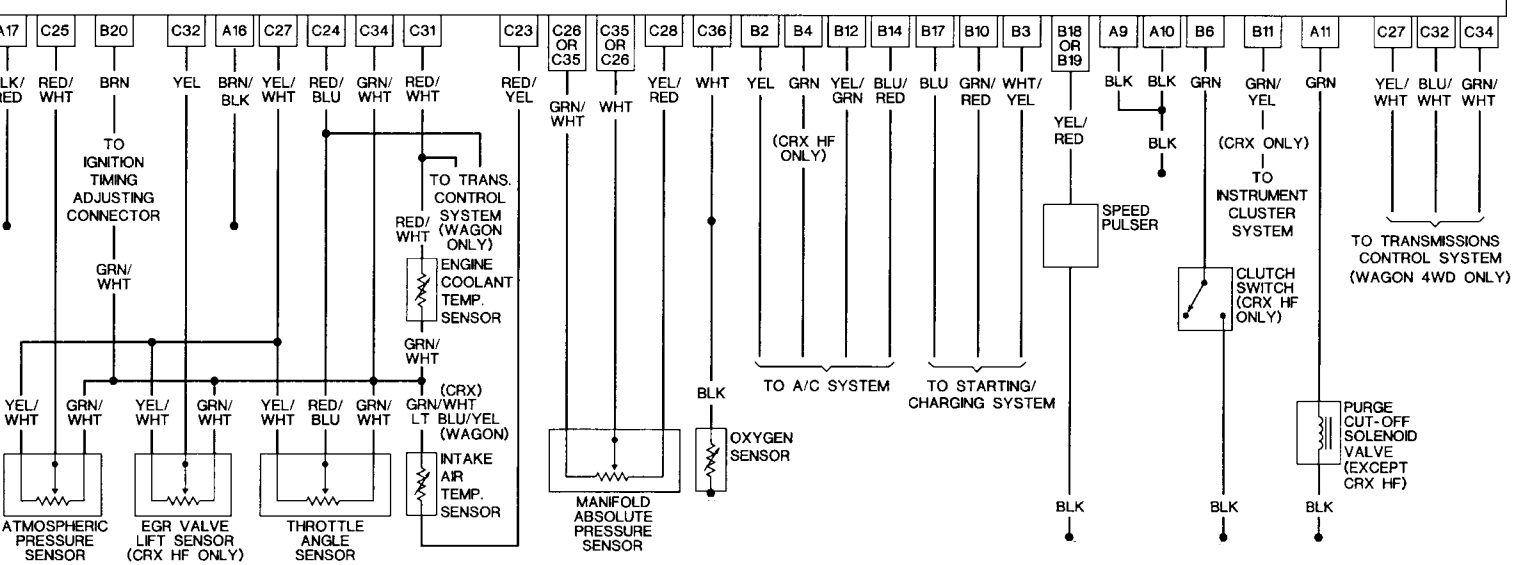 A17 C25 B20 C32 A16 C27 C24 C34 C31 C23 C26 OR C35 C35 OR C26 C28 C36 B2 B4 B12 B14 B17 B10 B3 B18 OR B19 A9 A10 B6 B11 A11 C27 C32 C34
RED
RED/
WHT
BRN
YEL
BRN/
BLK
YEL/
WHT
RED/
BLU
GRN/
WHT
RED/
WHT
RED/
YEL
GRN/
WHT
WHT
YEL/
RED
WHT
YEL
GRN
YEL/
GRN
BLU/
RED
BLU
GRN/
RED
WHT/
YEL
YEL/
RED
BLK
BLK
BLK
GRN
GRN/
YEL
GRN
YEL/
WHT
BLU/
WHT
GRN/
WHT
TO
IGNITION
TIMING
ADJUSTING
CONNECTOR
(CRX HF
ONLY)
(CRX ONLY)
TO
INSTRUMENT
CLUSTER
SYSTEM
TO TRANS.
CONTROL
SYSTEM
(WAGON
ONLY)
RED/
WHT
SPEED
PULSER
TO TRANSMISSIONS
CONTROL SYSTEM
(WAGON 4WD ONLY)
GRN/
WHT
ENGINE
COOLANT
TEMP.
SENSOR
CLUTCH
SWITCH
(CRX HF
ONLY)
GRN/
WHT
TO A/C SYSTEM
TO STARTING/
CHARGING SYSTEM
BLK
YEL/
WHT
GRN/
WHT
YEL/
WHT
GRN/
WHT
YEL/
WHT
RED/
BLU
GRN/
WHT
(CRX)
GRN/WHT
LT BLU/YEL
(WAGON)
OXYGEN
SENSOR
PURGE
CUT-OFF
SOLENOID
VALVE
(EXCEPT
CRX HF)
INTAKE
AIR
TEMP.
SENSOR
BLK
BLK
BLK
ATMOSPHERIC
PRESSURE
SENSOR
EGR VALVE
LIFT SENSOR
(CRX HF ONLY)
THROTTLE
ANGLE
SENSOR
MANIFOLD
ABSOLUTE
PRESSURE
SENSOR